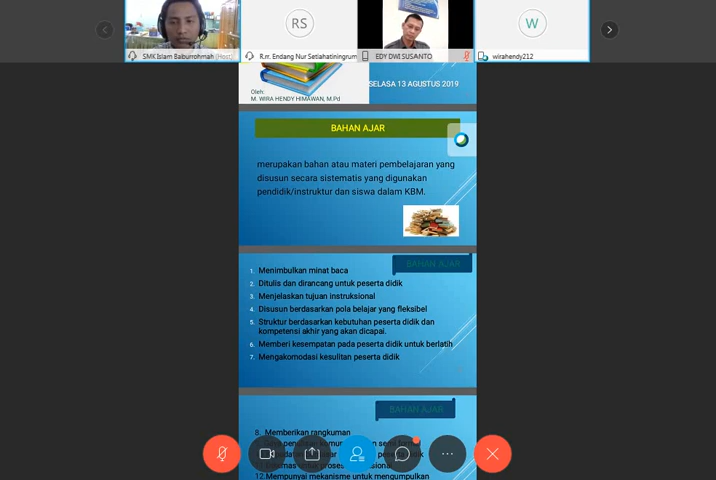 RS
W
SMK Islam Baiburrohmah (Host)
R.rr. Endang Nur Setiahatiningrum
EDY DWI SUSANTO
wirahendy212
Oleh:
M. WIRA HENDY HIMAWAN, M.Pd
SELASA 13 AGUSTUS 2019
BAHAN AJAR
merupakan bahan atau materi pembelajaran yang
disusun secara sistematis yang digunakan
pendidik/instruktur dan siswa dalam KBM.
BAHAN AJAR
1. Menimbulkan minat baca
2. Ditulis dan dirancang untuk peserta didik
3. Menjelaskan tujuan instruksional
4. Disusun berdasarkan pola belajar yang fleksibel
5. Struktur berdasarkan kebutuhan peserta didik dan
kompetensi akhir yang akan dicapai.
6. Memberi kesempatan pada peserta didik untuk berlatih
7. Mengakomodasi kesulitan peserta didik
BAHAN AJAR
8. Memberikan rangkuman
peserta didik
12. Mempunyai mekanisme untuk mengumpulkan